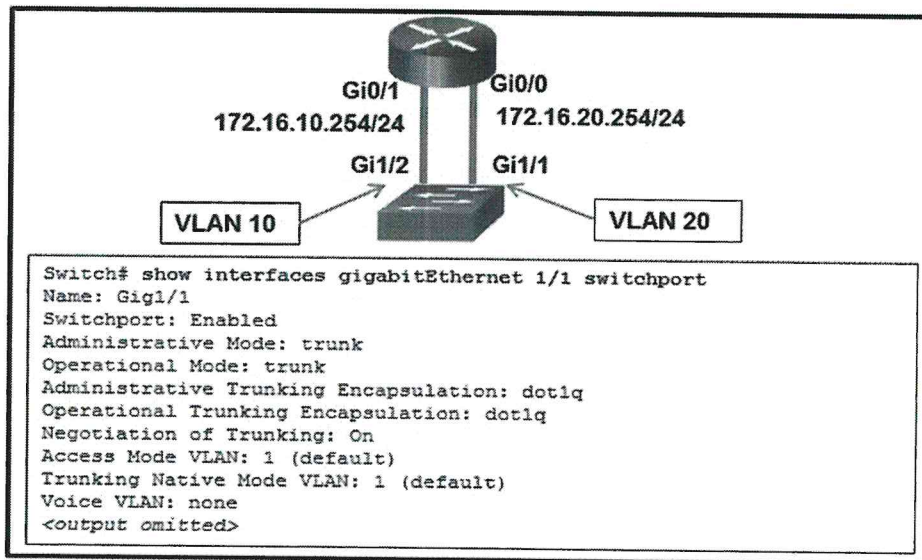 Gi0/1
Gi0/0
172.16.10.254/24
172.16.20.254/24
Gi1/2
Gi1/1
VLAN 10
VLAN 20
Switch# show interfaces gigabitEthernet 1/1 switchport
Name: Gig1/1
Switchport: Enabled
Administrative Mode: trunk
Operational Mode: trunk
Administrative Trunking Encapsulation: dot1q
Operational Trunking Encapsulation: dot1q
Negotiation of Trunking: On
Access Mode VLAN: 1 (default)
Trunking Native Mode VLAN: 1 (default)
Voice VLAN: none
<output omitted>